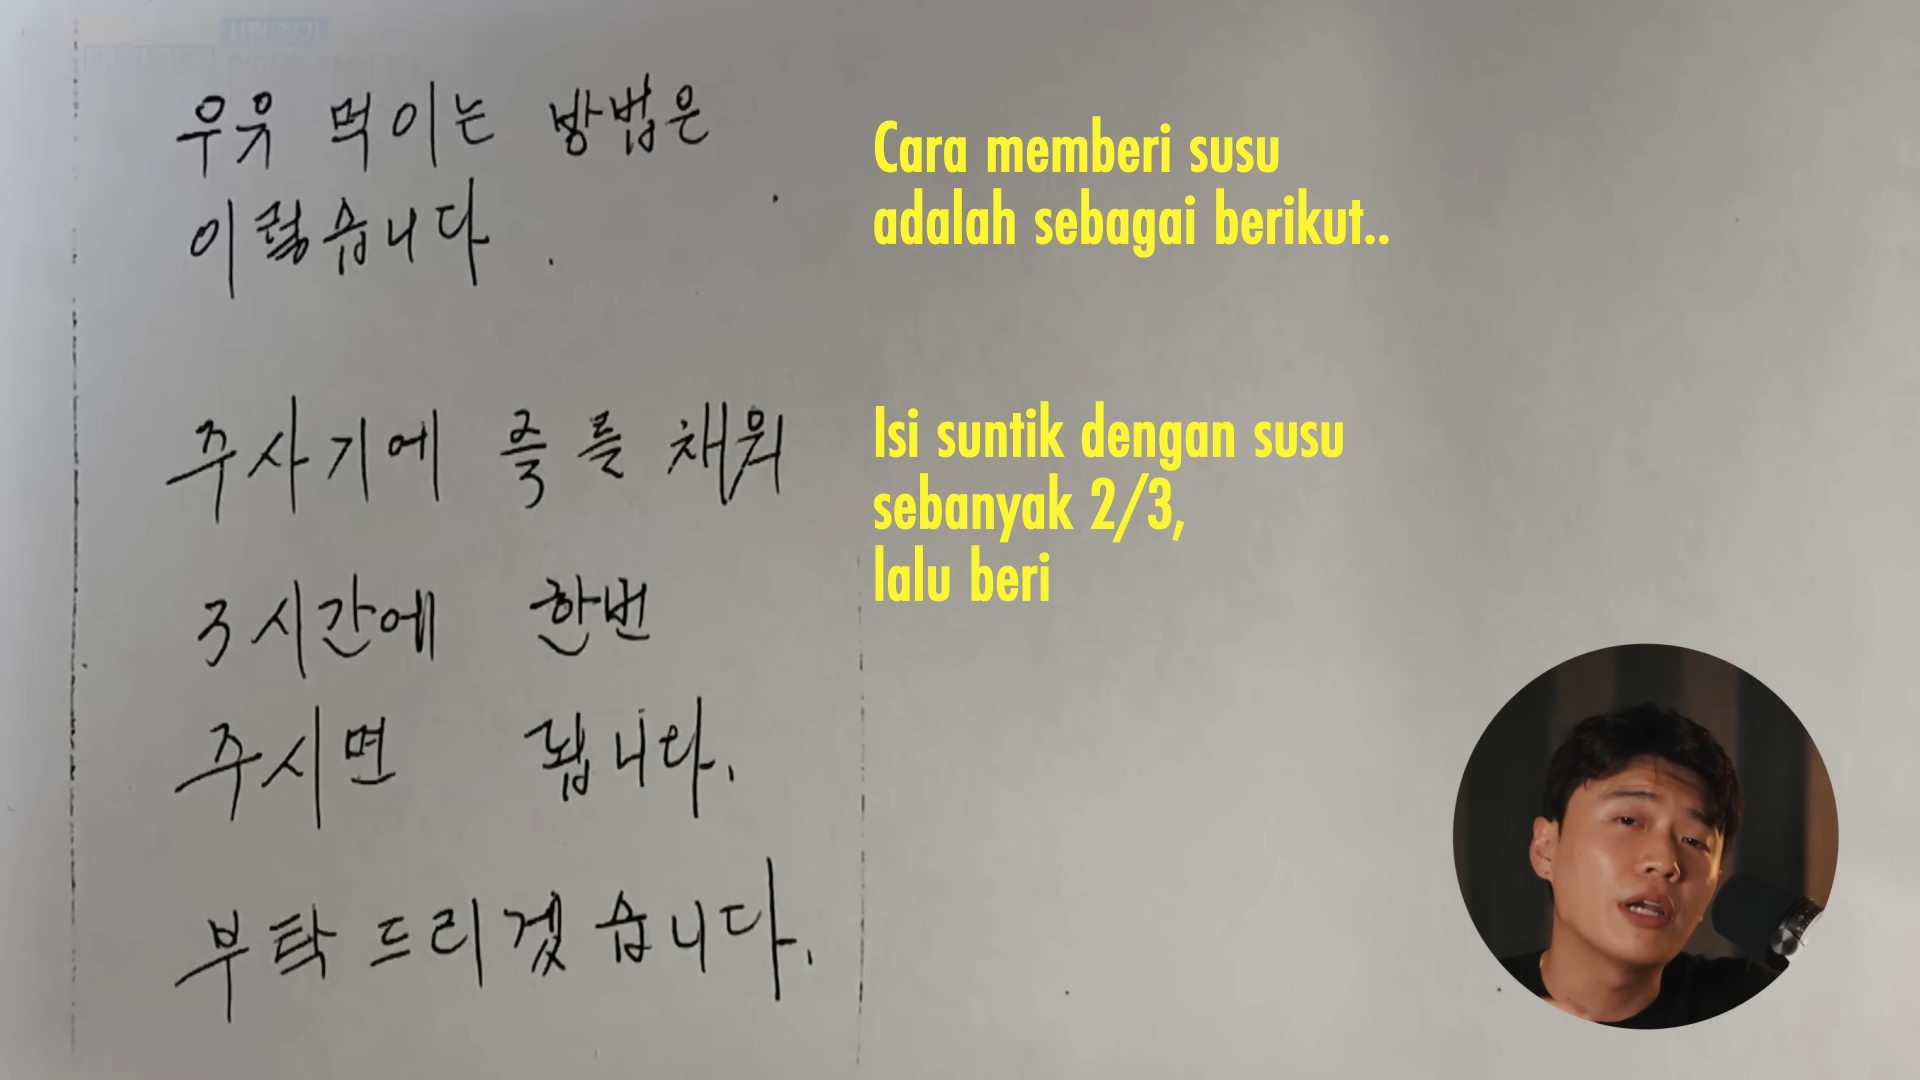 우유 먹이는 방법은
이렇습니다.
주사기에 2/3 를 채워
3시간에 한번
주시면 됩니다.
부탁드리겠습니다.
Cara memberi susu
adalah sebagai berikut..
Isi suntik dengan susu
sebanyak 2/3,
lalu beri